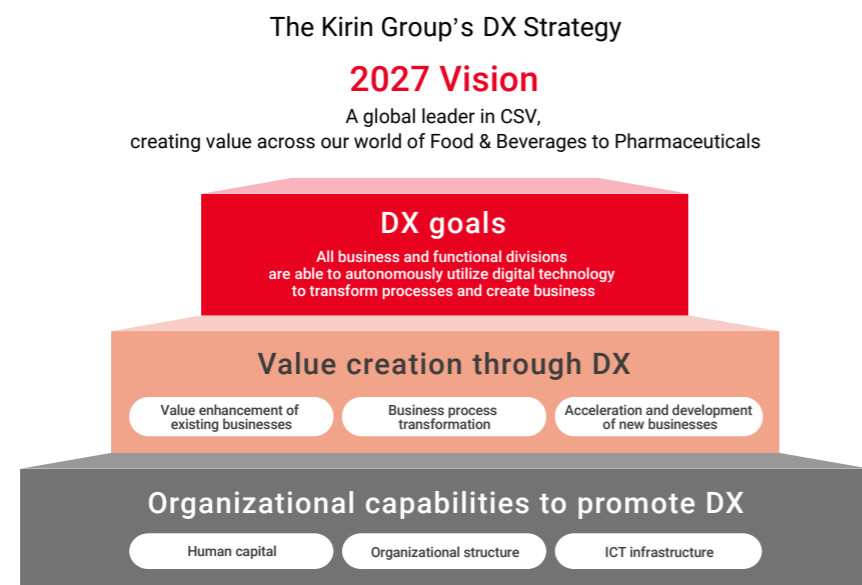 The Kirin Group's DX Strategy
2027 Vision
A global leader in CSV,
creating value across our world of Food & Beverages to Pharmaceuticals
DX goals
All business and functional divisions
are able to autonomously utilize digital technology
to transform processes and create business
Value creation through DX
Value enhancement of
existing businesses
Business process
transformation
Acceleration and development
of new businesses
Organizational capabilities to promote DX
Human capital
Organizational structure
ICT infrastructure